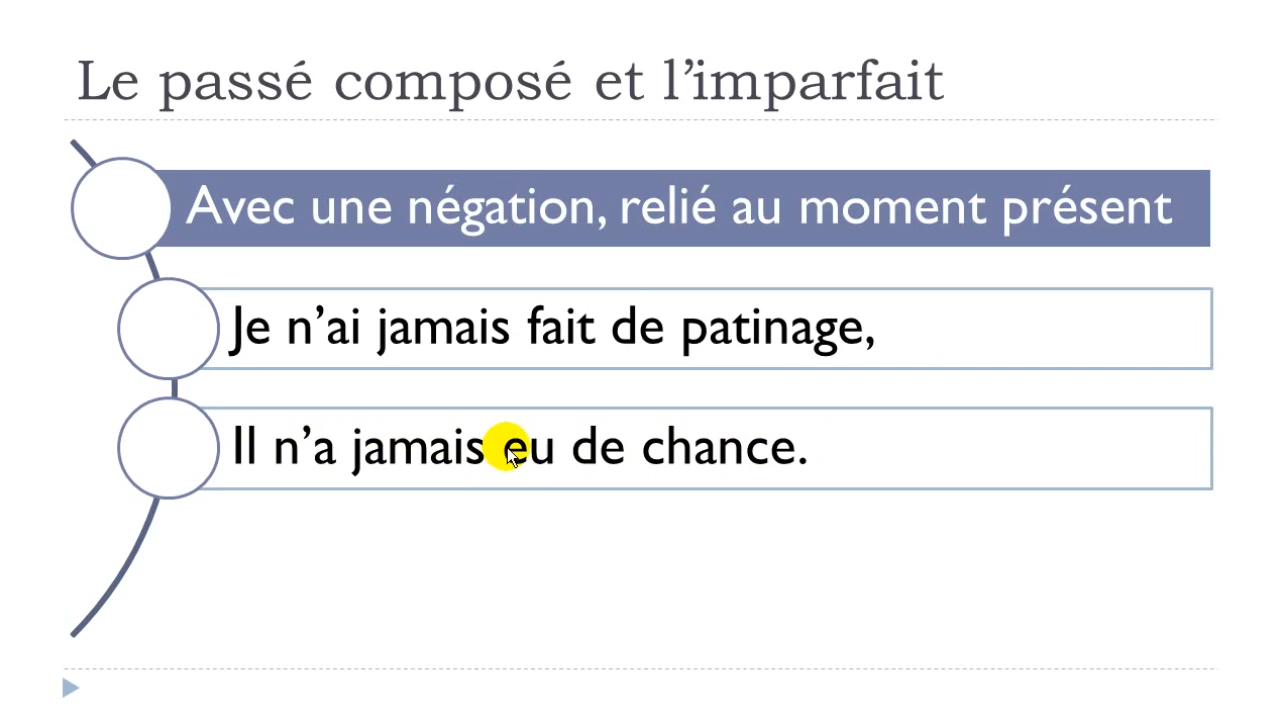 Le passé composé et l’imparfait
Avec une négation, relié au moment présent
Je n’ai jamais fait de patinage,
Il n’a jamais eu de chance.